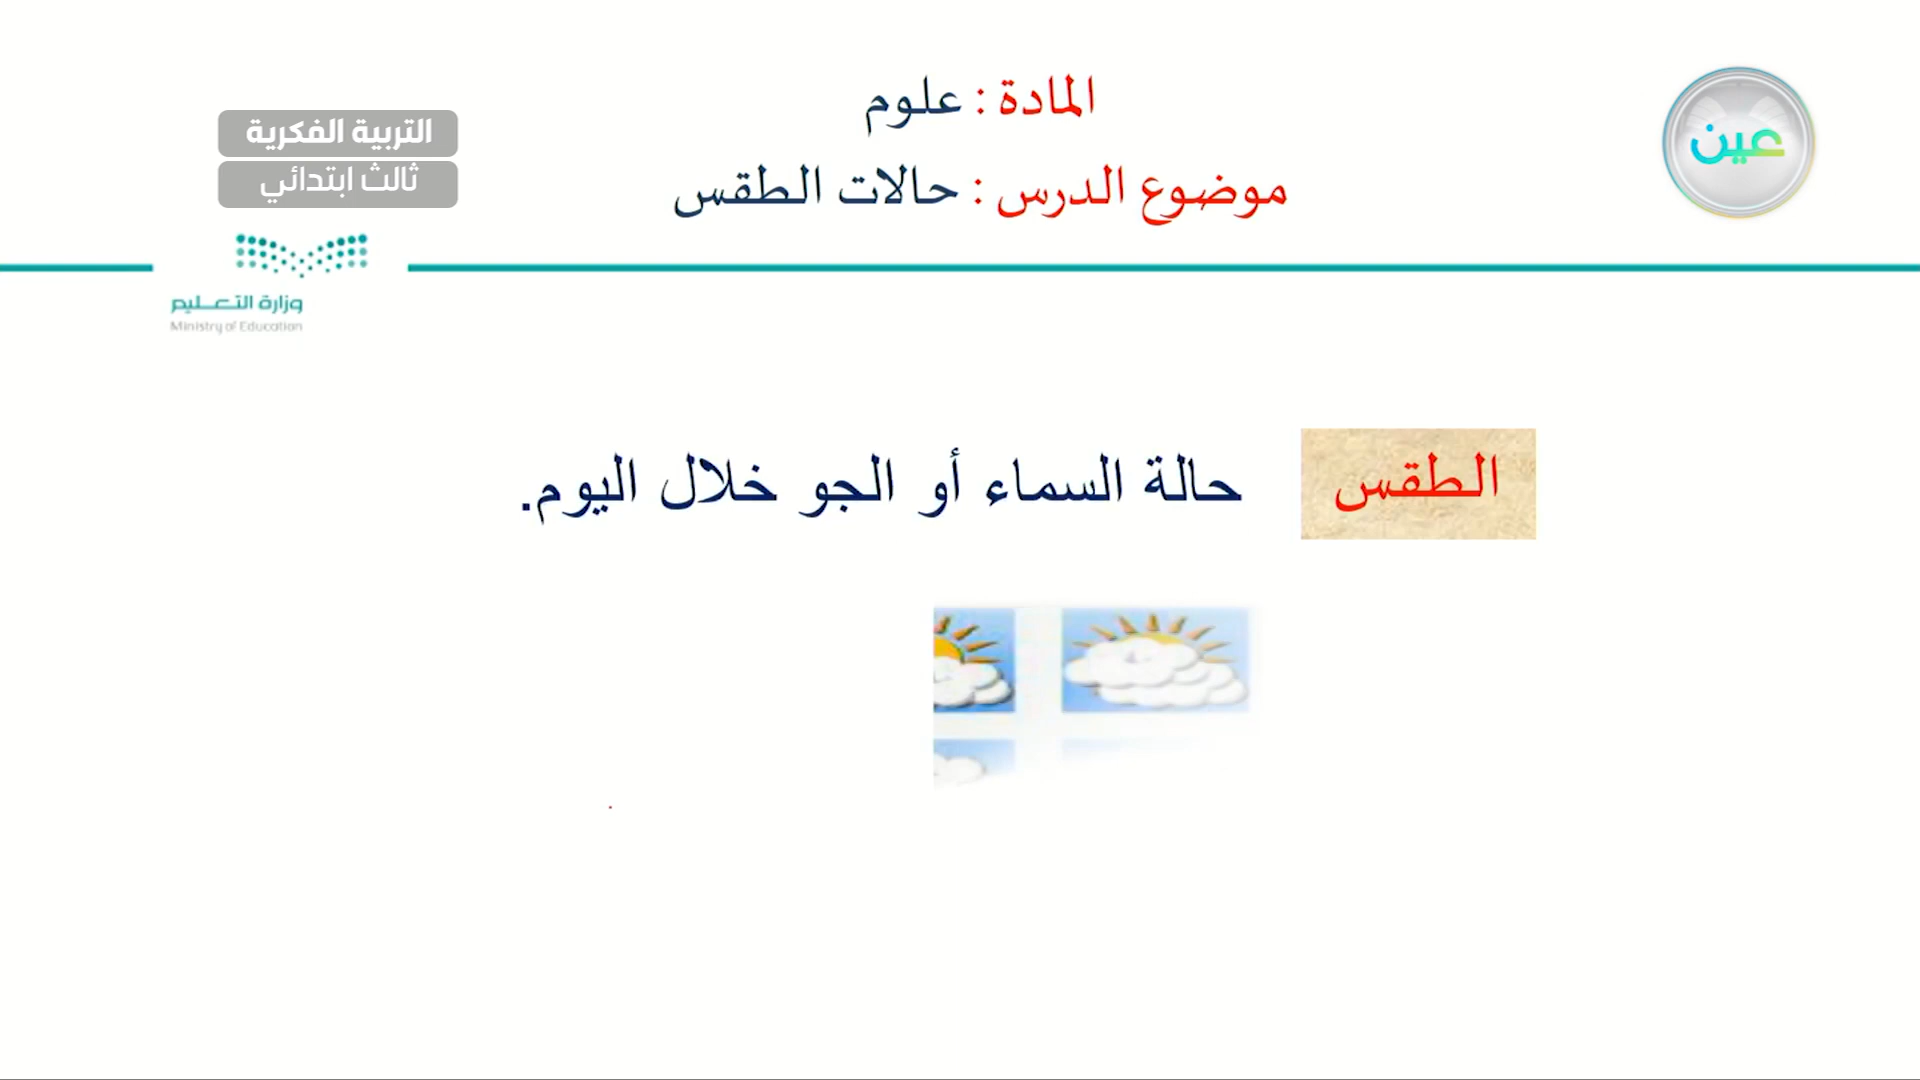 المادة : علوم
موضوع الدرس : حالات الطقس
عين
التربية الفكرية
ثالث ابتدائي
وزارة التعليم
Ministry of Education
الطقس
حالة السماء أو الجو خلال اليوم.